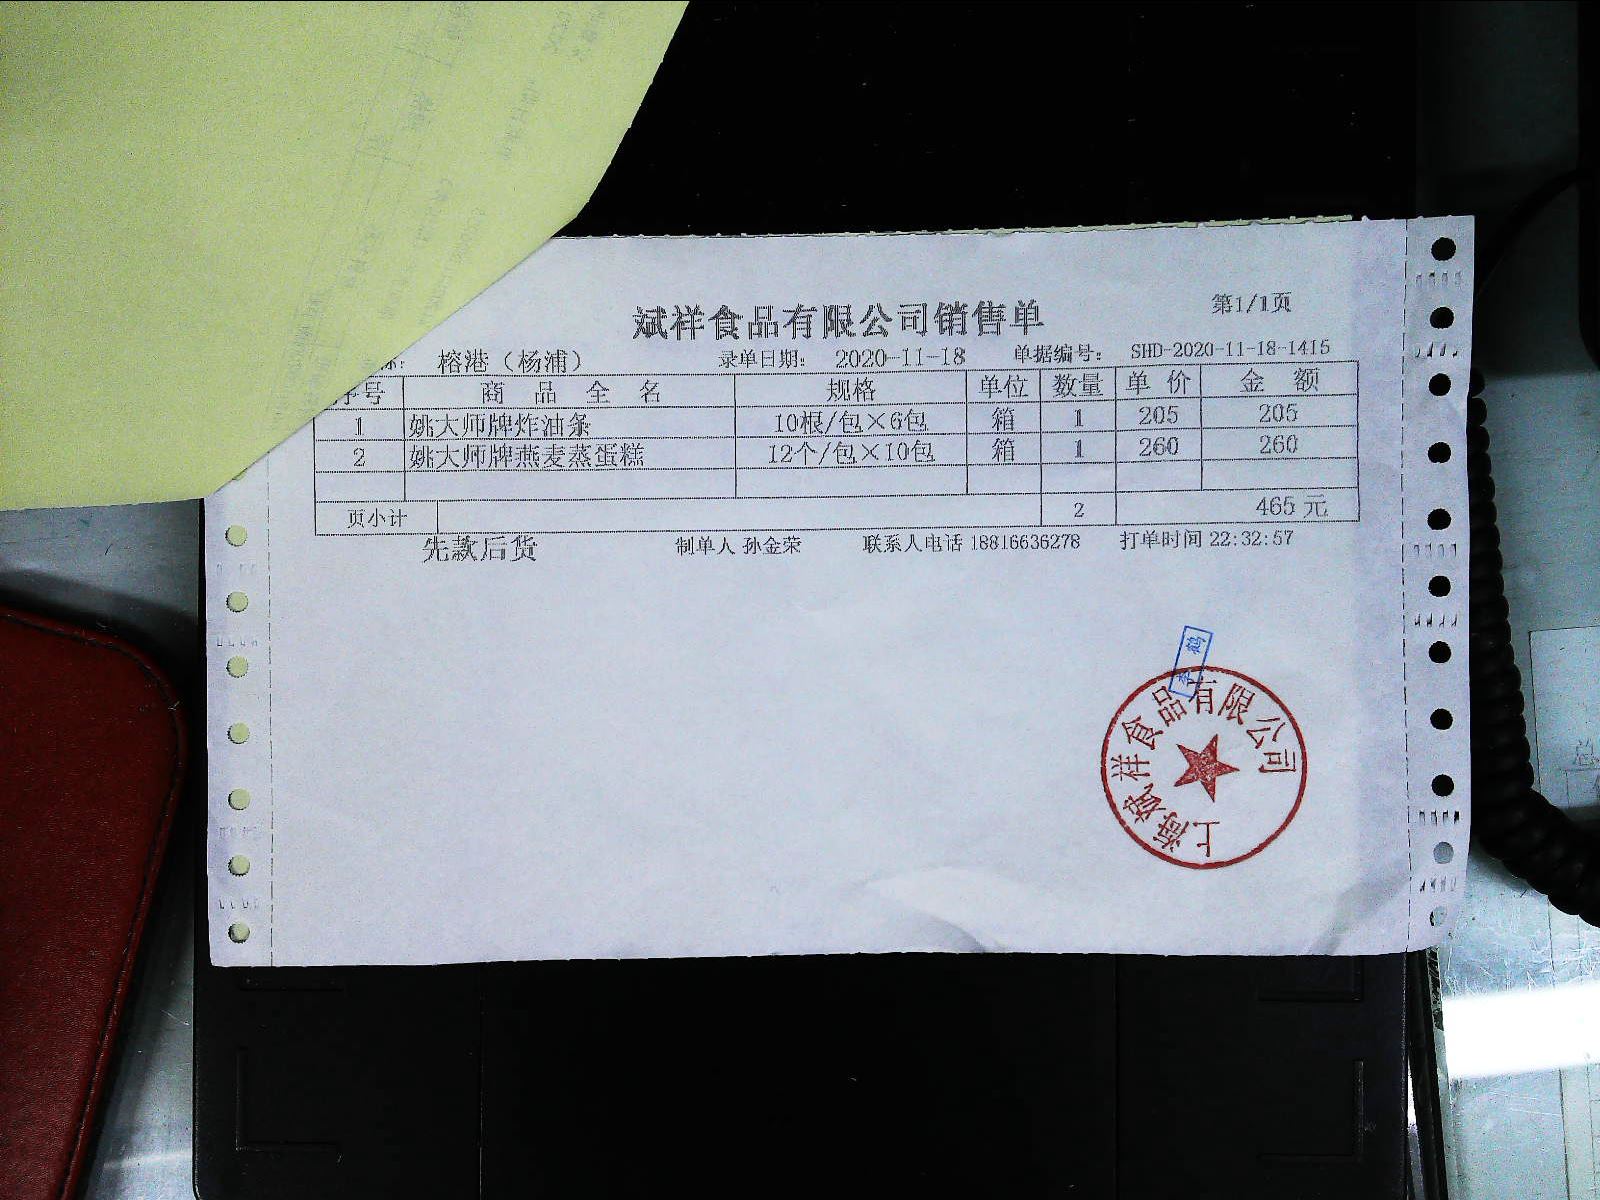 斌祥食品有限公司销售单
第1/1页
榕港（杨浦） 录单日期： 2020-11-18 单据编号： SHD-2020-11-18-1415
序号 商品全名 规格 单位 数量 单价 金额
1 姚大师牌炸油条 10根/包×6包 箱 1 205 205
2 姚大师牌燕麦蒸蛋糕 12个/包×10包 箱 1 260 260
页小计 2 465 元
先款后货 制单人 孙金荣 联系人电话 18816636278 打单时间 22:32:57
李鹤
上海斌祥食品有限公司
总